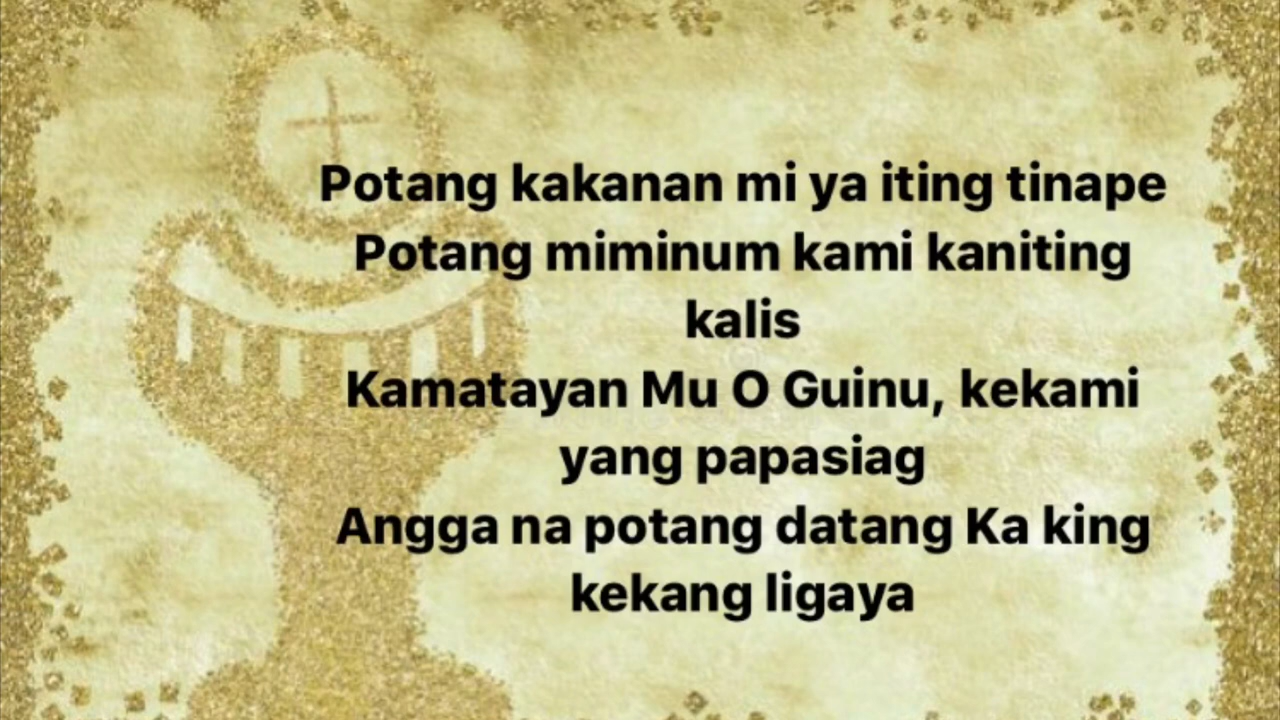 Potang kakanan mi ya iting tinape
Potang miminum kami kaniting
kalis
Kamatayan Mu O Guinu, kekami
yang papasiag
Angga na potang datang Ka king
kekang ligaya